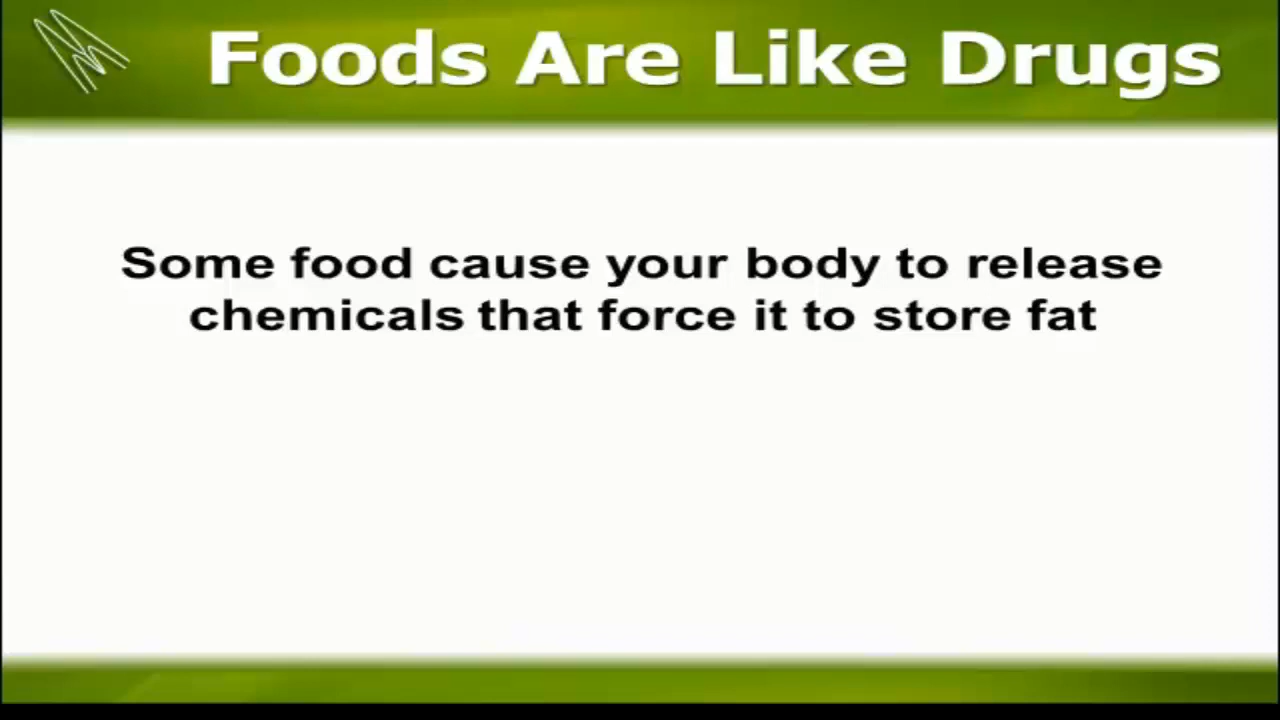 Foods Are Like Drugs
Some food cause your body to release
chemicals that force it to store fat